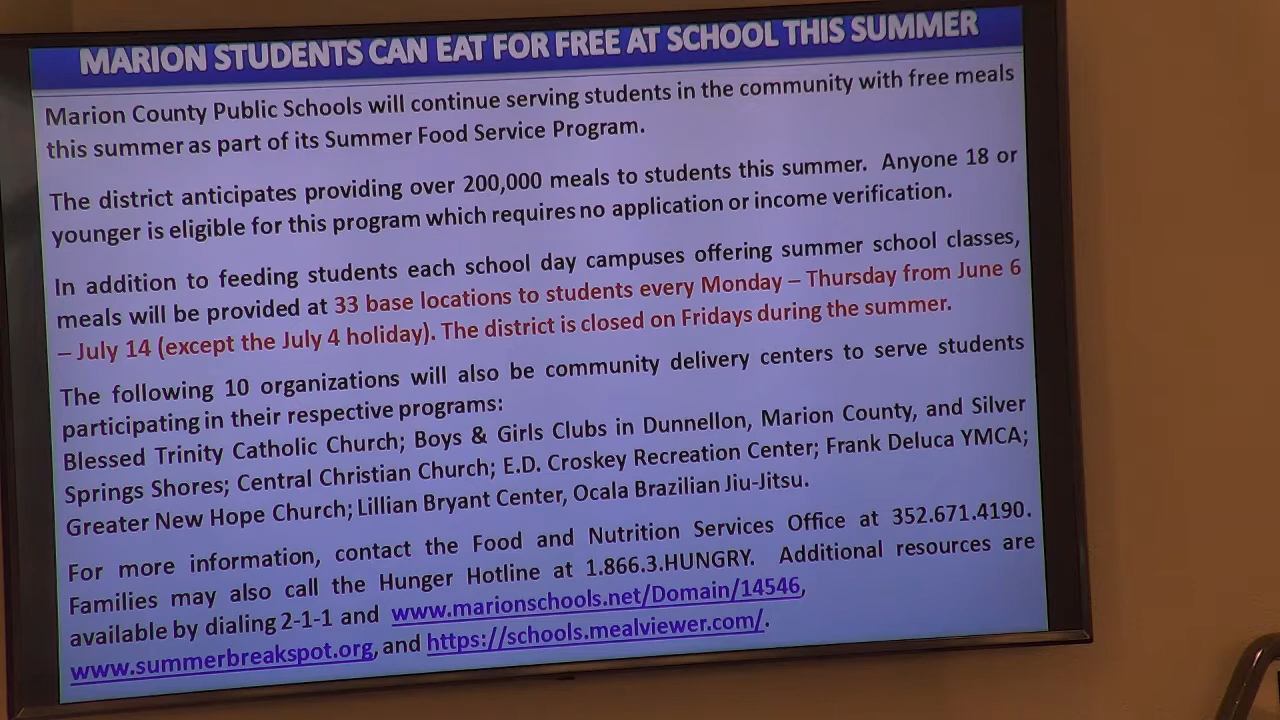 MARION STUDENTS CAN EAT FOR FREE AT SCHOOL THIS SUMMER
Marion County Public Schools will continue serving students in the community with free meals
this summer as part of its Summer Food Service Program.
The district anticipates providing over 200,000 meals to students this summer. Anyone 18 or
younger is eligible for this program which requires no application or income verification.
In addition to feeding students each school day campuses offering summer school classes,
meals will be provided at 33 base locations to students every Monday – Thursday from June 6
– July 14 (except the July 4 holiday). The district is closed on Fridays during the summer.
The following 10 organizations will also be community delivery centers to serve students
participating in their respective programs:
Blessed Trinity Catholic Church; Boys & Girls Clubs in Dunnellon, Marion County, and Silver
Springs Shores; Central Christian Church; E.D. Croskey Recreation Center; Frank Deluca YMCA;
Greater New Hope Church; Lillian Bryant Center, Ocala Brazilian Jiu-Jitsu.
For more information, contact the Food and Nutrition Services Office at 352.671.4190.
Families may also call the Hunger Hotline at 1.866.3.HUNGRY. Additional resources are
available by dialing 2-1-1 and www.marionschools.net/Domain/14546,
www.summerbreakspot.org, and https://schools.mealviewer.com/.